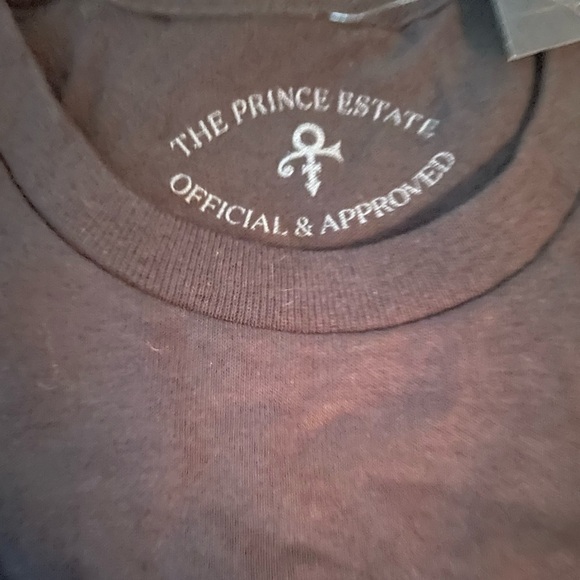 THE PRINCE ESTATE
OFFICIAL & APPROVED